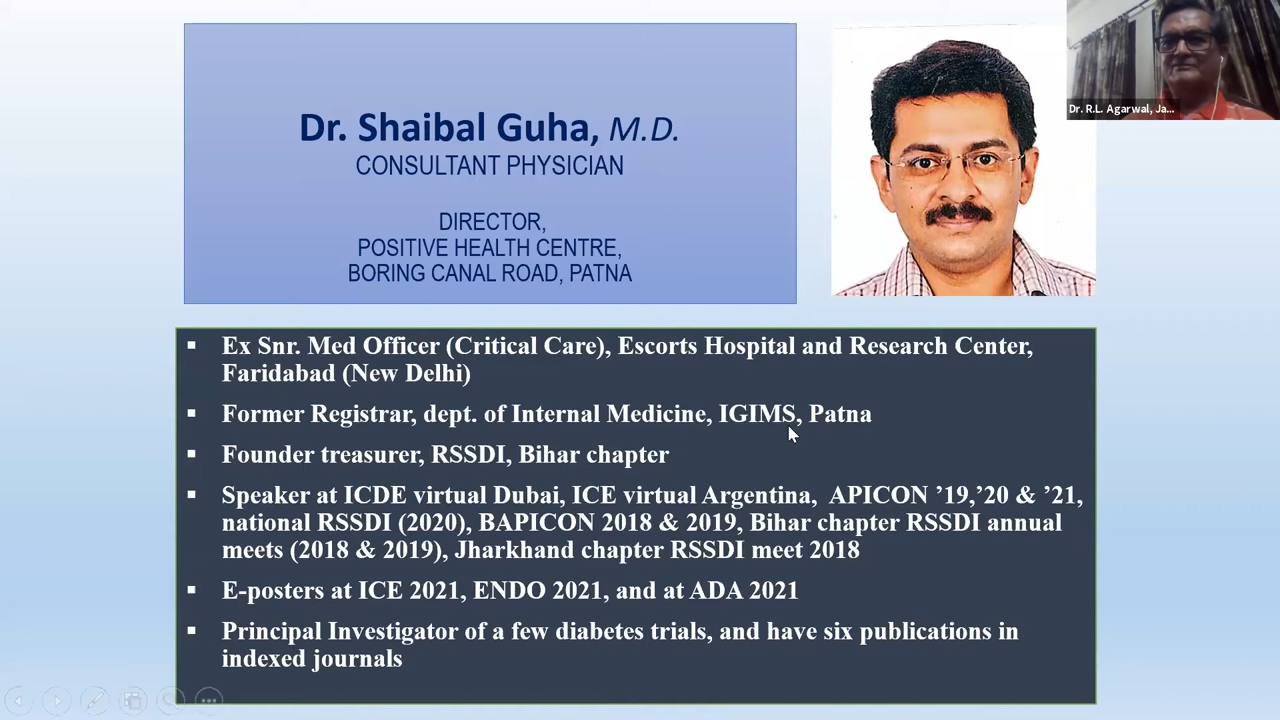 Dr. Shaibal Guha, M.D.
CONSULTANT PHYSICIAN
DIRECTOR,
POSITIVE HEALTH CENTRE,
BORING CANAL ROAD, PATNA
Dr. R.L. Agarwal, Ja...
▪ Ex Snr. Med Officer (Critical Care), Escorts Hospital and Research Center,
Faridabad (New Delhi)
▪ Former Registrar, dept. of Internal Medicine, IGIMS, Patna
▪ Founder treasurer, RSSDI, Bihar chapter
▪ Speaker at ICDE virtual Dubai, ICE virtual Argentina, APICON ’19,’20 & ’21,
national RSSDI (2020), BAPICON 2018 & 2019, Bihar chapter RSSDI annual
meets (2018 & 2019), Jharkhand chapter RSSDI meet 2018
▪ E-posters at ICE 2021, ENDO 2021, and at ADA 2021
▪ Principal Investigator of a few diabetes trials, and have six publications in
indexed journals